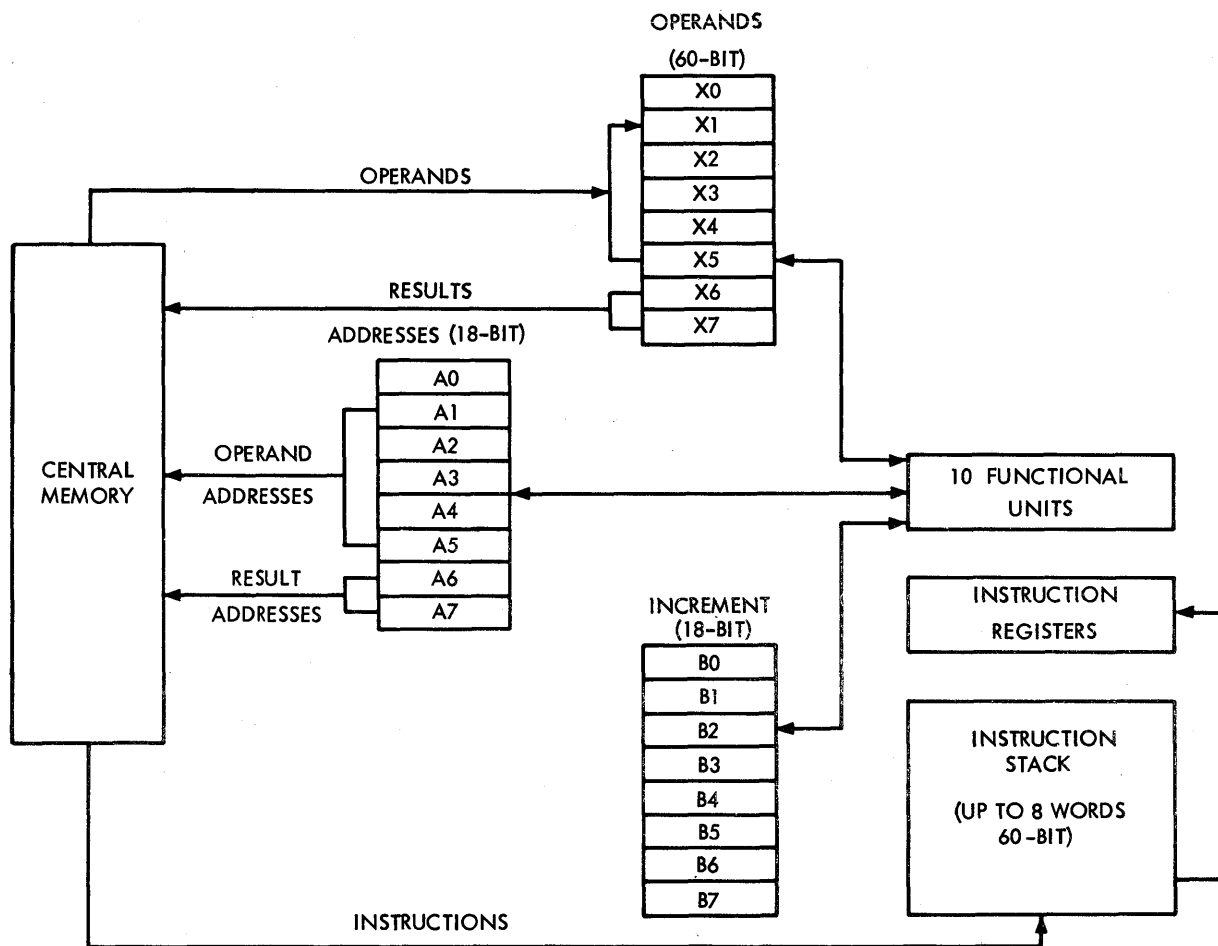 OPERANDS
(60-BIT)
X0
X1
X2
X3
X4
X5
X6
X7
OPERANDS
RESULTS
ADDRESSES (18-BIT)
A0
A1
A2
A3
A4
A5
A6
A7
CENTRAL
MEMORY
OPERAND
ADDRESSES
RESULT
ADDRESSES
10 FUNCTIONAL
UNITS
INSTRUCTION
REGISTERS
INCREMENT
(18-BIT)
B0
B1
B2
B3
B4
B5
B6
B7
INSTRUCTION
STACK
(UP TO 8 WORDS
60-BIT)
INSTRUCTIONS